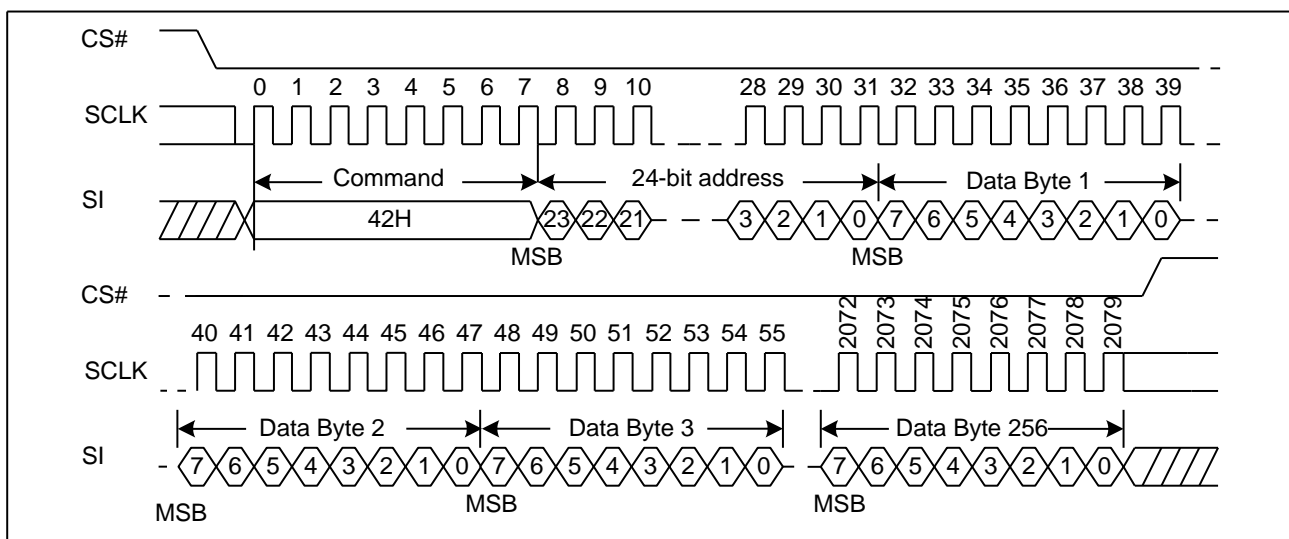 CS#
0 1 2 3 4 5 6 7 8 9 10 28 29 30 31 32 33 34 35 36 37 38 39
SCLK
Command 24-bit address Data Byte 1
SI
42H 23 22 21 3 2 1 0 7 6 5 4 3 2 1 0
MSB MSB
CS#
40 41 42 43 44 45 46 47 48 49 50 51 52 53 54 55 2072 2073 2074 2075 2076 2077 2078 2079
SCLK
Data Byte 2 Data Byte 3 Data Byte 256
SI
7 6 5 4 3 2 1 0 7 6 5 4 3 2 1 0 7 6 5 4 3 2 1 0
MSB MSB MSB